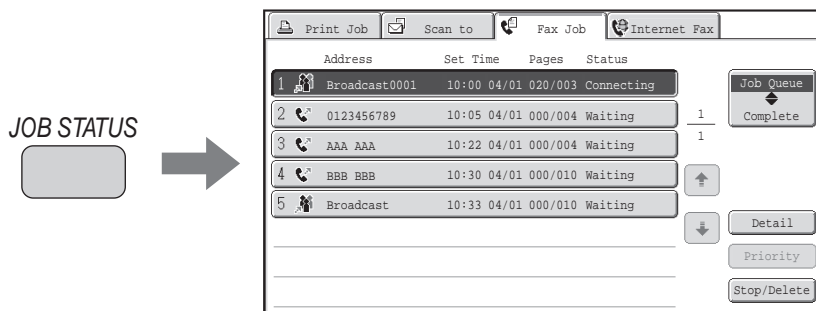 JOB STATUS
Print Job Scan to Fax Job Internet Fax
Address Set Time Pages Status
1 Broadcast0001 10:00 04/01 020/003 Connecting
2 0123456789 10:05 04/01 000/004 Waiting
3 AAA AAA 10:22 04/01 000/004 Waiting
4 BBB BBB 10:30 04/01 000/010 Waiting
5 Broadcast 10:33 04/01 000/010 Waiting
1
1
Job Queue
Complete
Detail
Priority
Stop/Delete